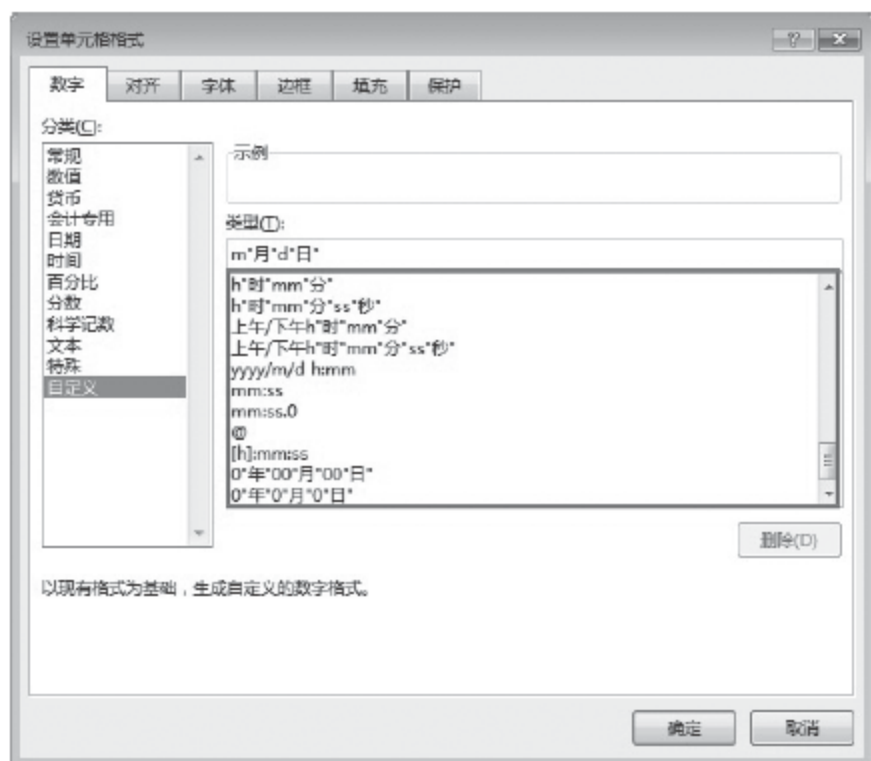 设置单元格格式
数字 对齐 字体 边框 填充 保护
分类(C):
常规
数值
货币
会计专用
日期
时间
百分比
分数
科学记数
文本
特殊
自定义
示例
类型(T):
m"月"d"日"
h"时"mm"分"
h"时"mm"分"ss"秒"
上午/下午h"时"mm"分"
上午/下午h"时"mm"分"ss"秒"
yyyy/m/d h:mm
mm:ss
mm:ss.0
@
[h]:mm:ss
0"年"00"月"00"日"
0"年"0"月"0"日"
删除(D)
以现有格式为基础，生成自定义的数字格式。
确定 取消